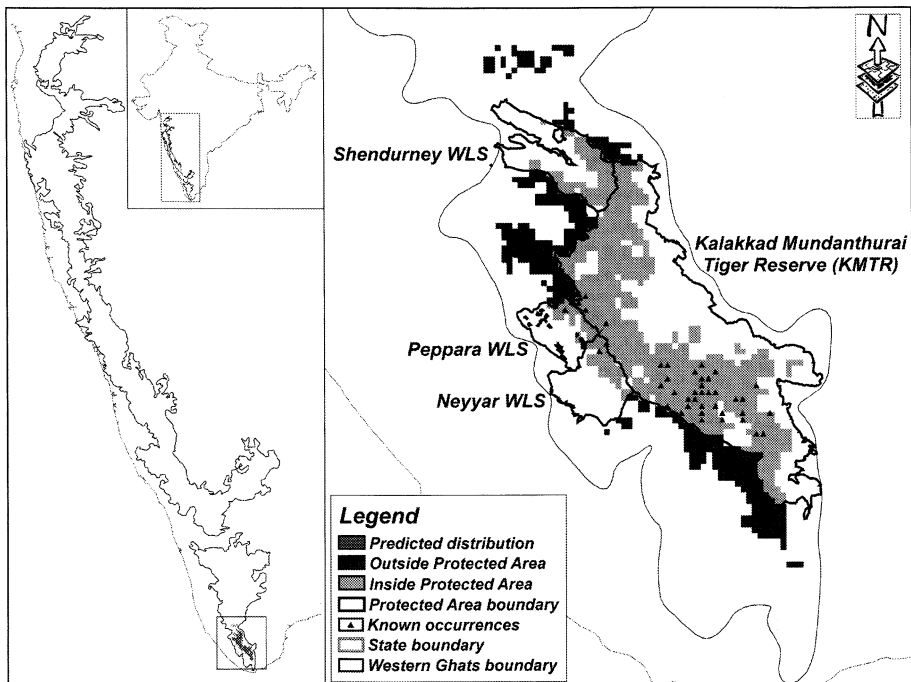 N
Shendurney WLS
Kalakkad Mundanthurai
Tiger Reserve (KMTR)
Peppara WLS
Neyyar WLS
Legend
Predicted distribution
Outside Protected Area
Inside Protected Area
Protected Area boundary
Known occurrences
State boundary
Western Ghats boundary